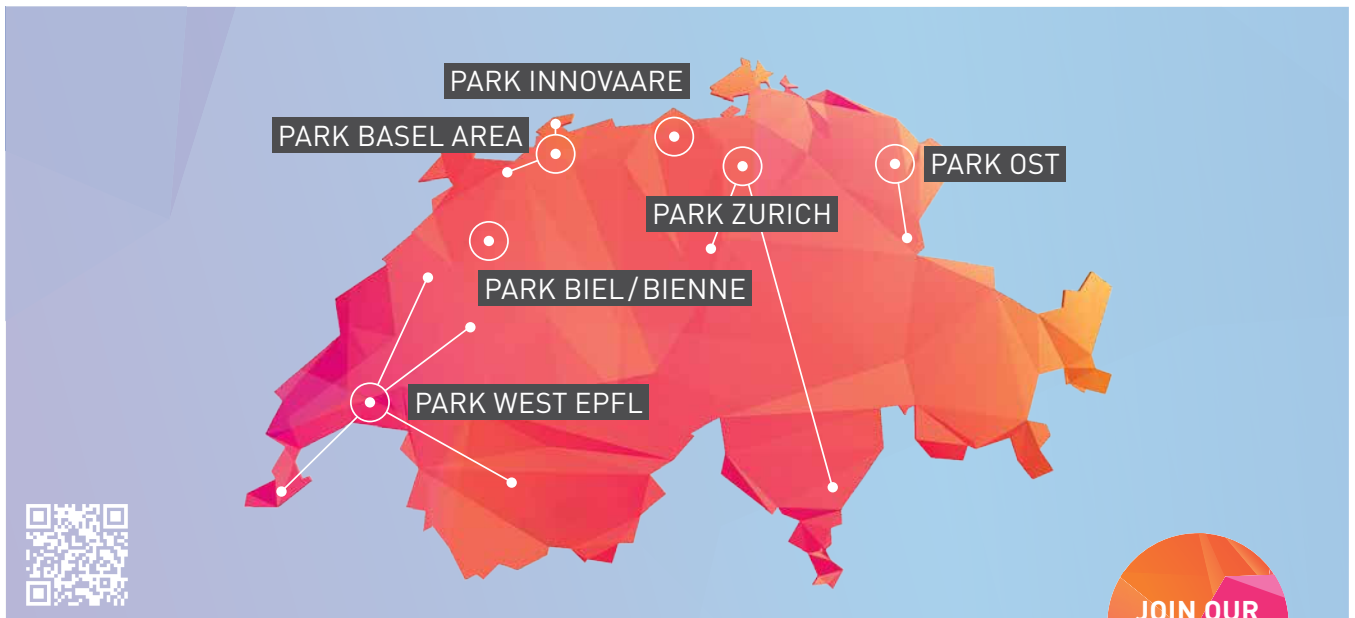 PARK INNOVAARE
PARK BASEL AREA
PARK OST
PARK ZURICH
PARK BIEL/BIENNE
PARK WEST EPFL
JOIN OUR